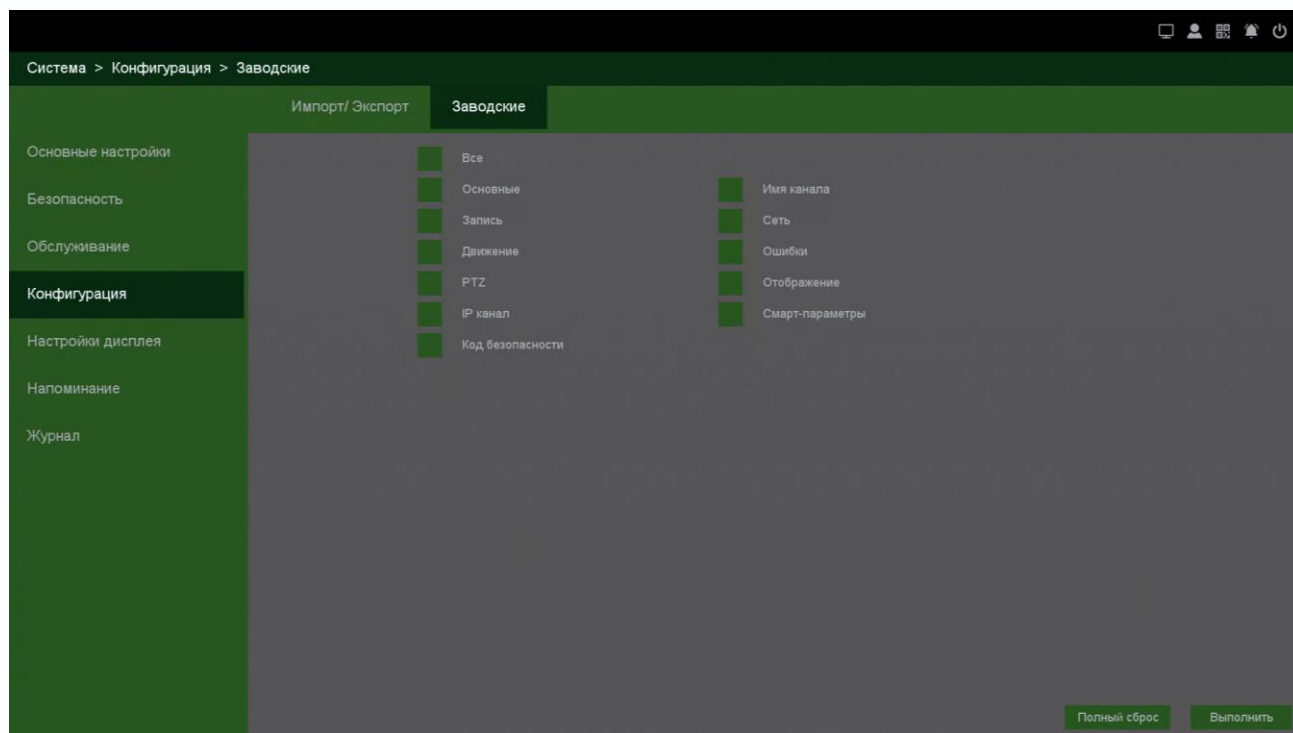 Система > Конфигурация > Заводские
Импорт/ Экспорт Заводские
Основные настройки
Безопасность
Обслуживание
Конфигурация
Настройки дисплея
Напоминание
Журнал
Все
Основные Имя канала
Запись Сеть
Движение Ошибки
PTZ Отображение
IP канал Смарт-параметры
Код безопасности
Полный сброс Выполнить